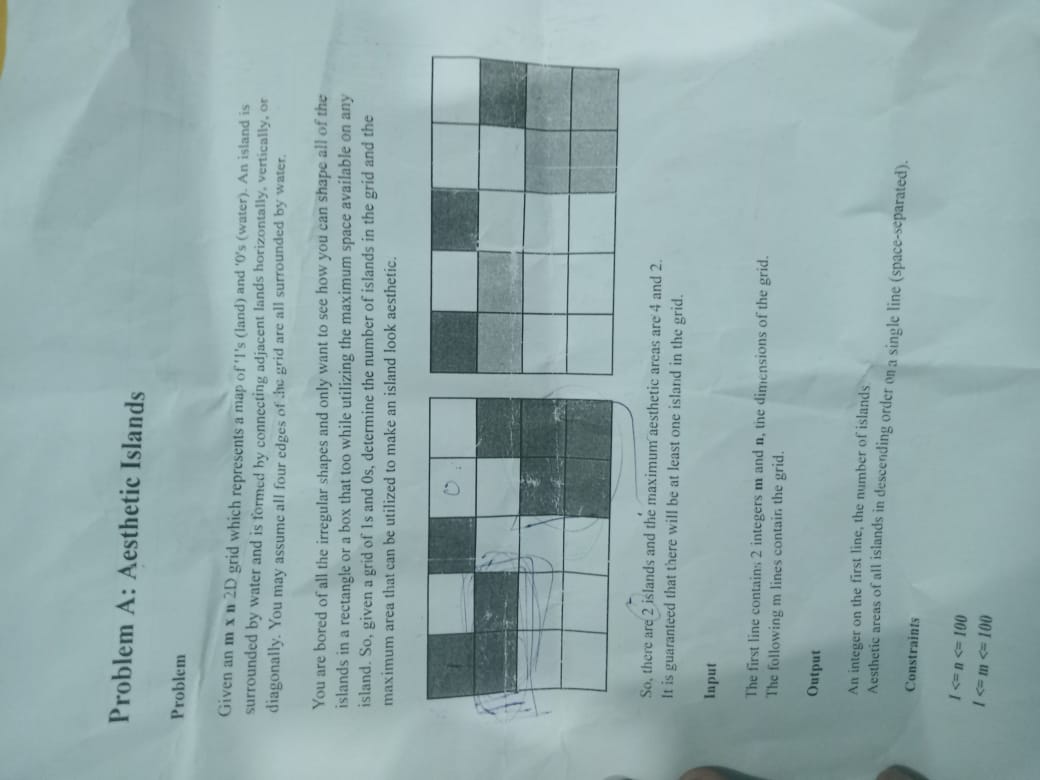 Problem A: Aesthetic Islands
Problem
Given an m x n 2D grid which represents a map of '1's (land) and '0's (water). An island is
surrounded by water and is formed by connecting adjacent lands horizontally, vertically, or
diagonally. You may assume all four edges of the grid are all surrounded by water.
You are bored of all the irregular shapes and only want to see how you can shape all of the
islands in a rectangle or a box that too while utilizing the maximum space available on any
island. So, given a grid of 1s and 0s, determine the number of islands in the grid and the
maximum area that can be utilized to make an island look aesthetic.
1
0
So, there are 2 islands and the maximum aesthetic areas are 4 and 2.
It is guaranteed that there will be at least one island in the grid.
Input
The first line contains 2 integers m and n, the dimensions of the grid.
The following m lines contain the grid.
Output
An integer on the first line, the number of islands
Aesthetic areas of all islands in descending order on a single line (space-separated).
Constraints
1 <= n <= 100
1 <= m <= 100